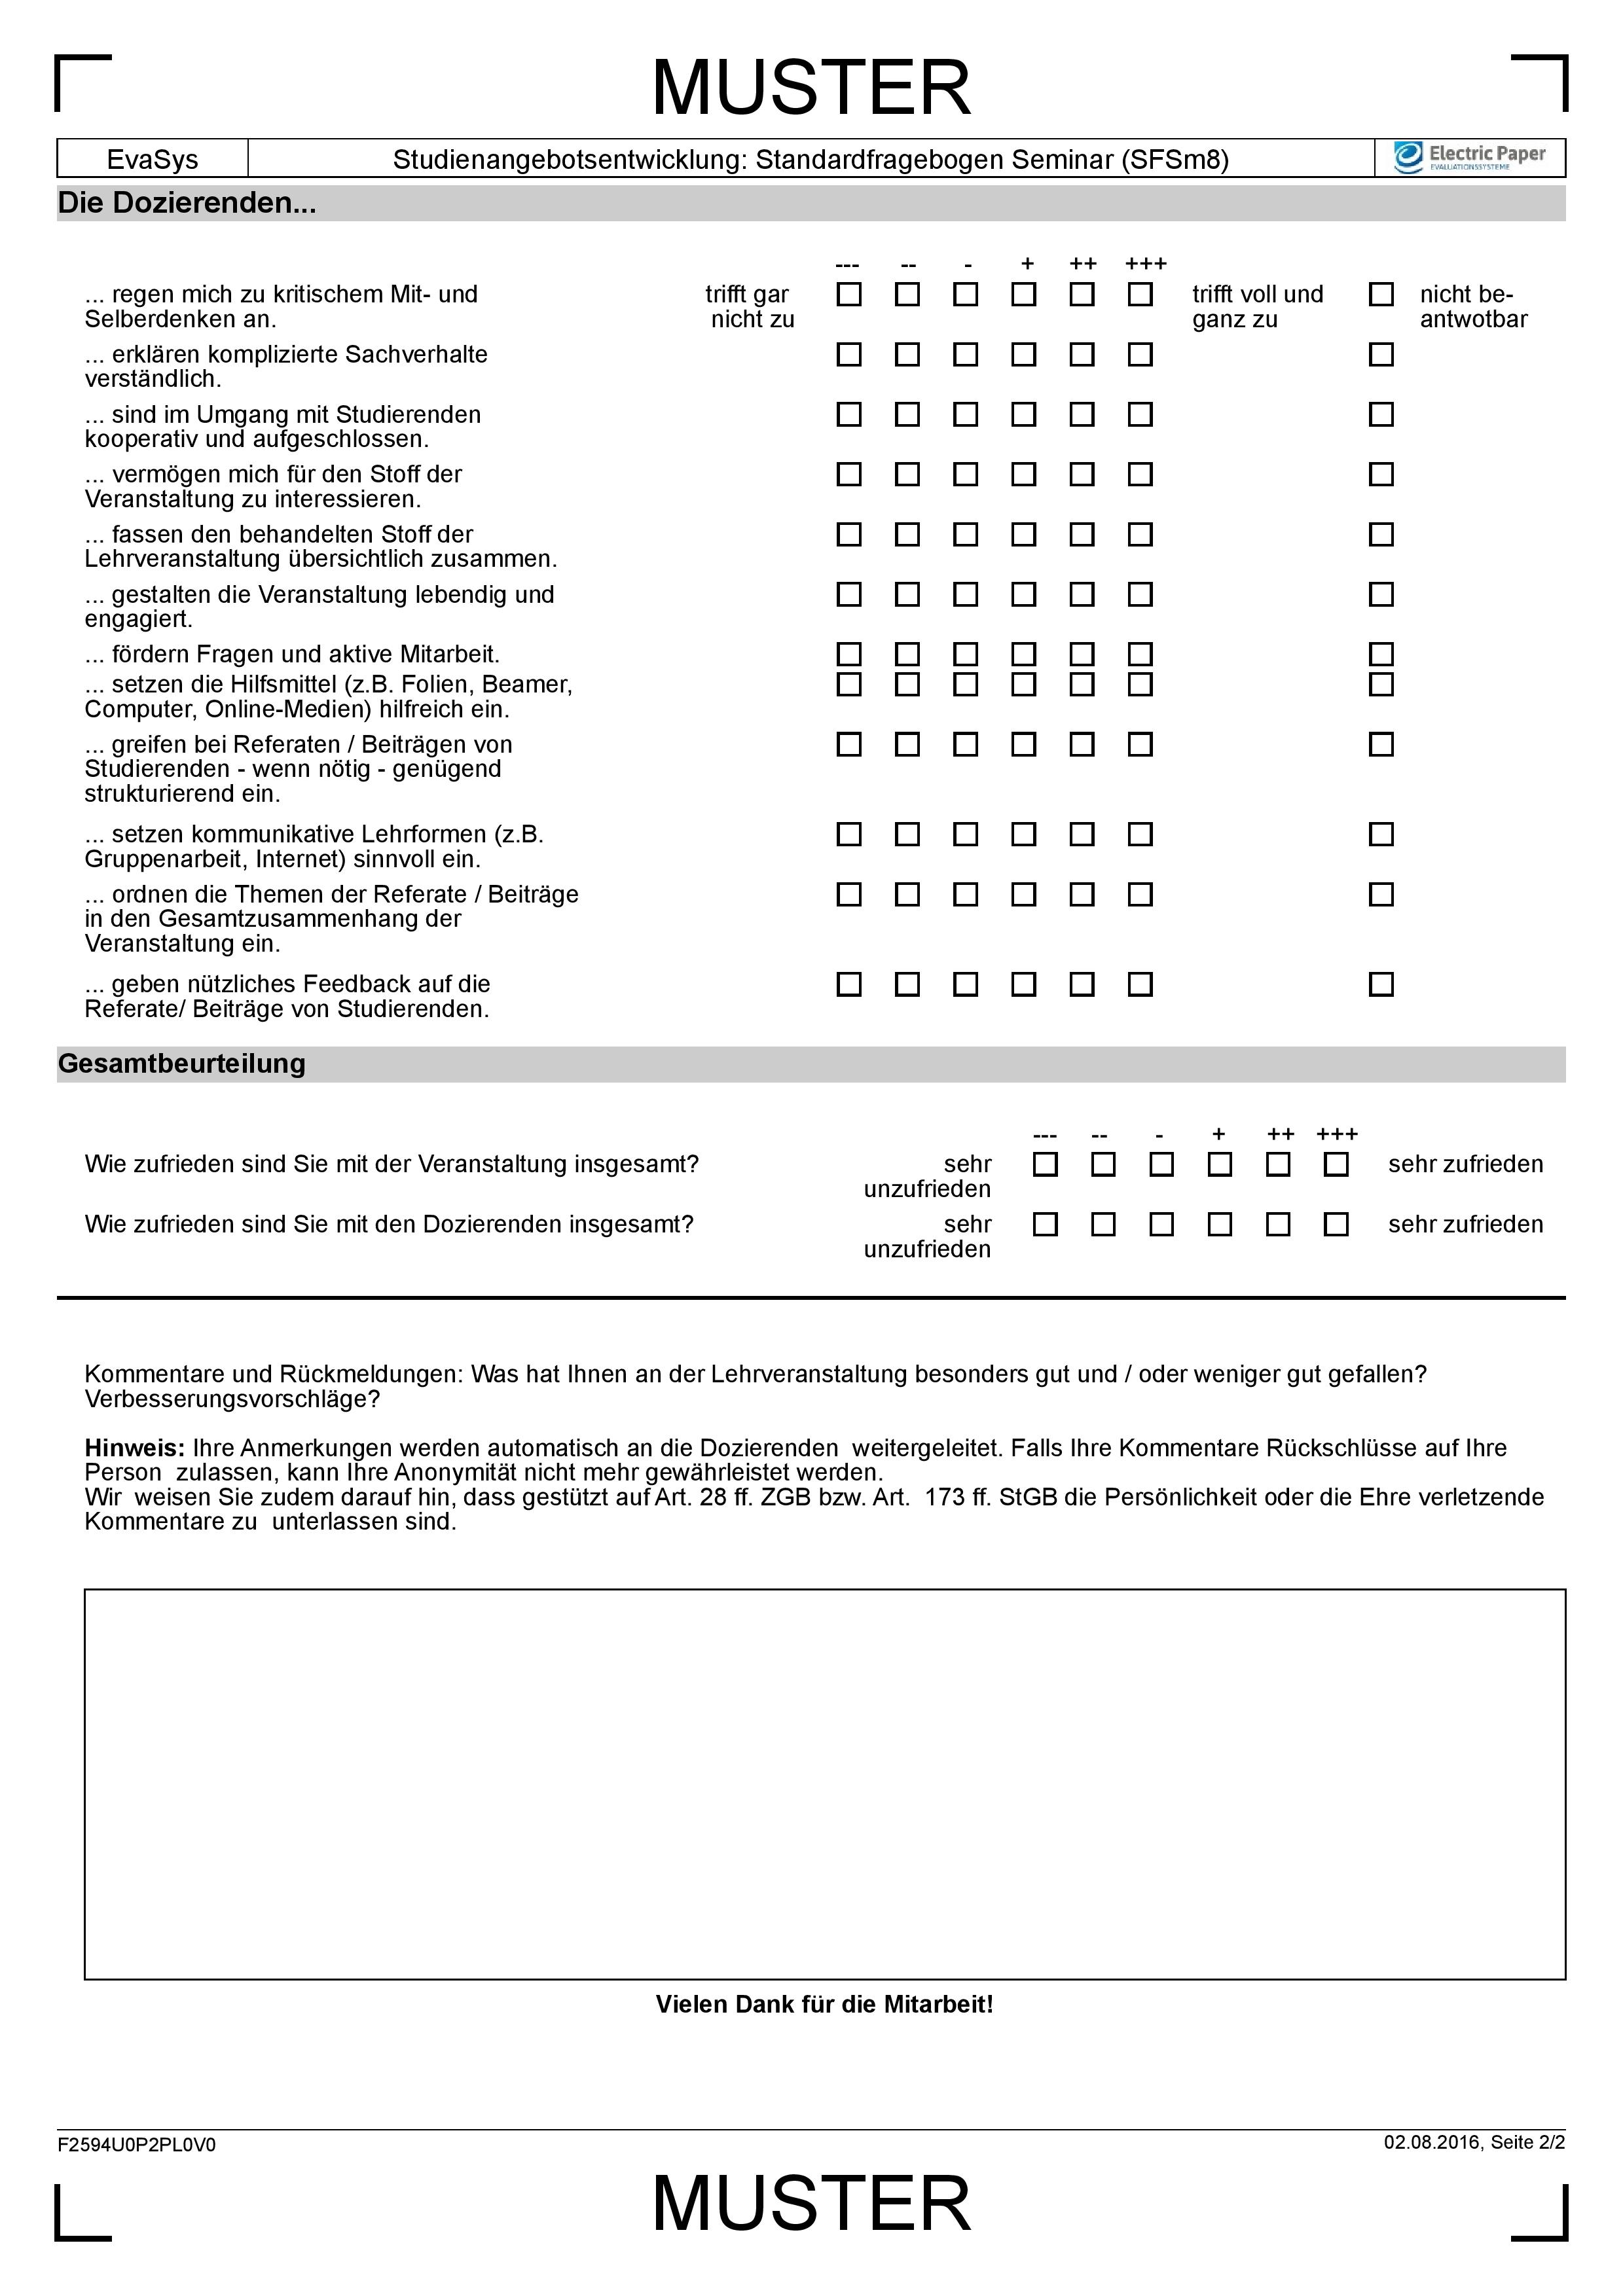 MUSTER
EvaSys Studienangebotsentwicklung: Standardfragebogen Seminar (SFSm8) Electric Paper
EVALUATIONSSYSTEME
Die Dozierenden...
--- -- - + ++ +++
... regen mich zu kritischem Mit- und trifft gar trifft voll und nicht be-
Selberdenken an. nicht zu ganz zu antwotbar
... erklären komplizierte Sachverhalte
verständlich.
... sind im Umgang mit Studierenden
kooperativ und aufgeschlossen.
... vermögen mich für den Stoff der
Veranstaltung zu interessieren.
... fassen den behandelten Stoff der
Lehrveranstaltung übersichtlich zusammen.
... gestalten die Veranstaltung lebendig und
engagiert.
... fördern Fragen und aktive Mitarbeit.
... setzen die Hilfsmittel (z.B. Folien, Beamer,
Computer, Online-Medien) hilfreich ein.
... greifen bei Referaten / Beiträgen von
Studierenden - wenn nötig - genügend
strukturierend ein.
... setzen kommunikative Lehrformen (z.B.
Gruppenarbeit, Internet) sinnvoll ein.
... ordnen die Themen der Referate / Beiträge
in den Gesamtzusammenhang der
Veranstaltung ein.
... geben nützliches Feedback auf die
Referate/ Beiträge von Studierenden.
Gesamtbeurteilung
--- -- - + ++ +++
Wie zufrieden sind Sie mit der Veranstaltung insgesamt? sehr sehr zufrieden
unzufrieden
Wie zufrieden sind Sie mit den Dozierenden insgesamt? sehr sehr zufrieden
unzufrieden
Kommentare und Rückmeldungen: Was hat Ihnen an der Lehrveranstaltung besonders gut und / oder weniger gut gefallen?
Verbesserungsvorschläge?
Hinweis: Ihre Anmerkungen werden automatisch an die Dozierenden weitergeleitet. Falls Ihre Kommentare Rückschlüsse auf Ihre
Person zulassen, kann Ihre Anonymität nicht mehr gewährleistet werden.
Wir weisen Sie zudem darauf hin, dass gestützt auf Art. 28 ff. ZGB bzw. Art. 173 ff. StGB die Persönlichkeit oder die Ehre verletzende
Kommentare zu unterlassen sind.
Vielen Dank für die Mitarbeit!
F2594U0P2PL0V0 02.08.2016, Seite 2/2
MUSTER